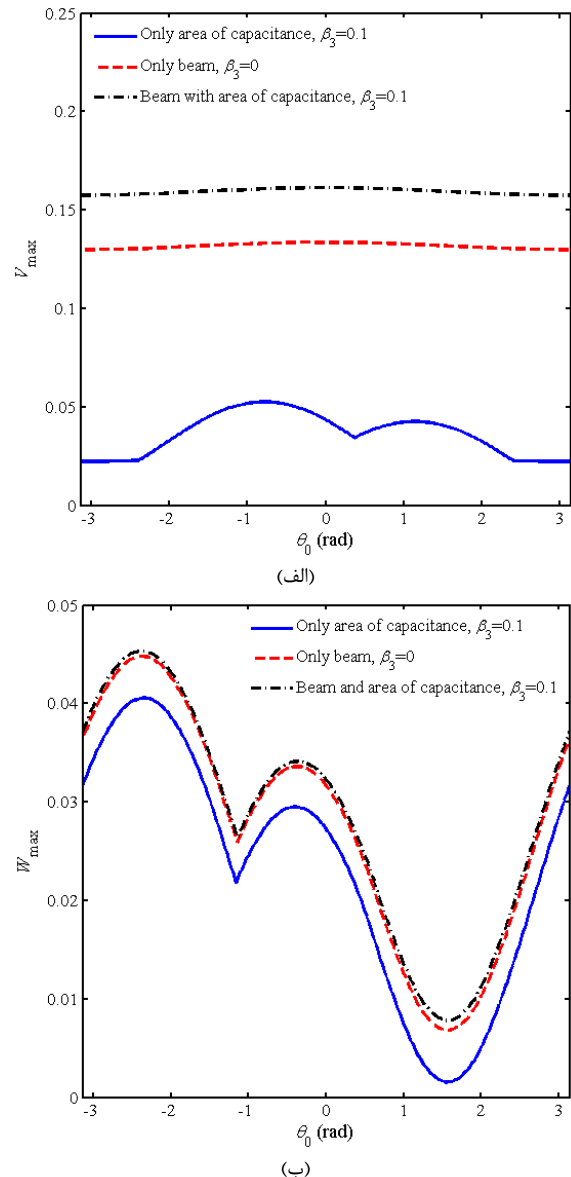 Only area of capacitance, β₃=0.1
Only beam, β₃=0
Beam with area of capacitance, β₃=0.1
0.25
0.2
0.15
0.1
0.05
0
V_max
-3 -2 -1 0 1 2 3
θ₀ (rad)
(الف)
Only area of capacitance, β₃=0.1
Only beam, β₃=0
Beam and area of capacitance, β₃=0.1
0.05
0.04
0.03
0.02
0.01
0
W_max
-3 -2 -1 0 1 2 3
θ₀ (rad)
(ب)